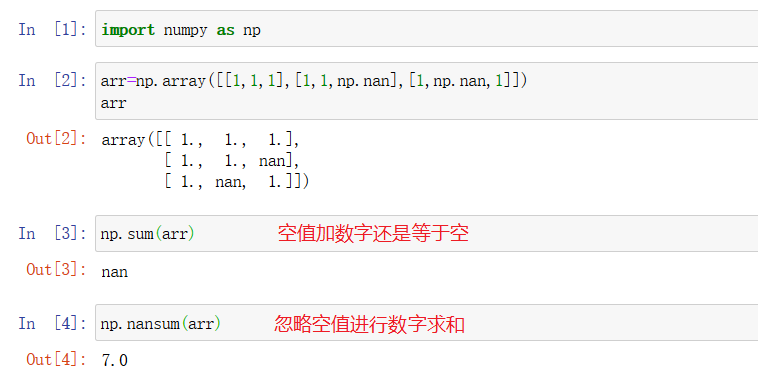 In [1]: import numpy as np
In [2]: arr=np.array([[1,1,1],[1,1,np.nan],[1,np.nan,1]])
arr
Out[2]: array([[ 1., 1., 1.],
[ 1., 1., nan],
[ 1., nan, 1.]])
In [3]: np.sum(arr) 空值加数字还是等于空
Out[3]: nan
In [4]: np.nansum(arr) 忽略空值进行数字求和
Out[4]: 7.0